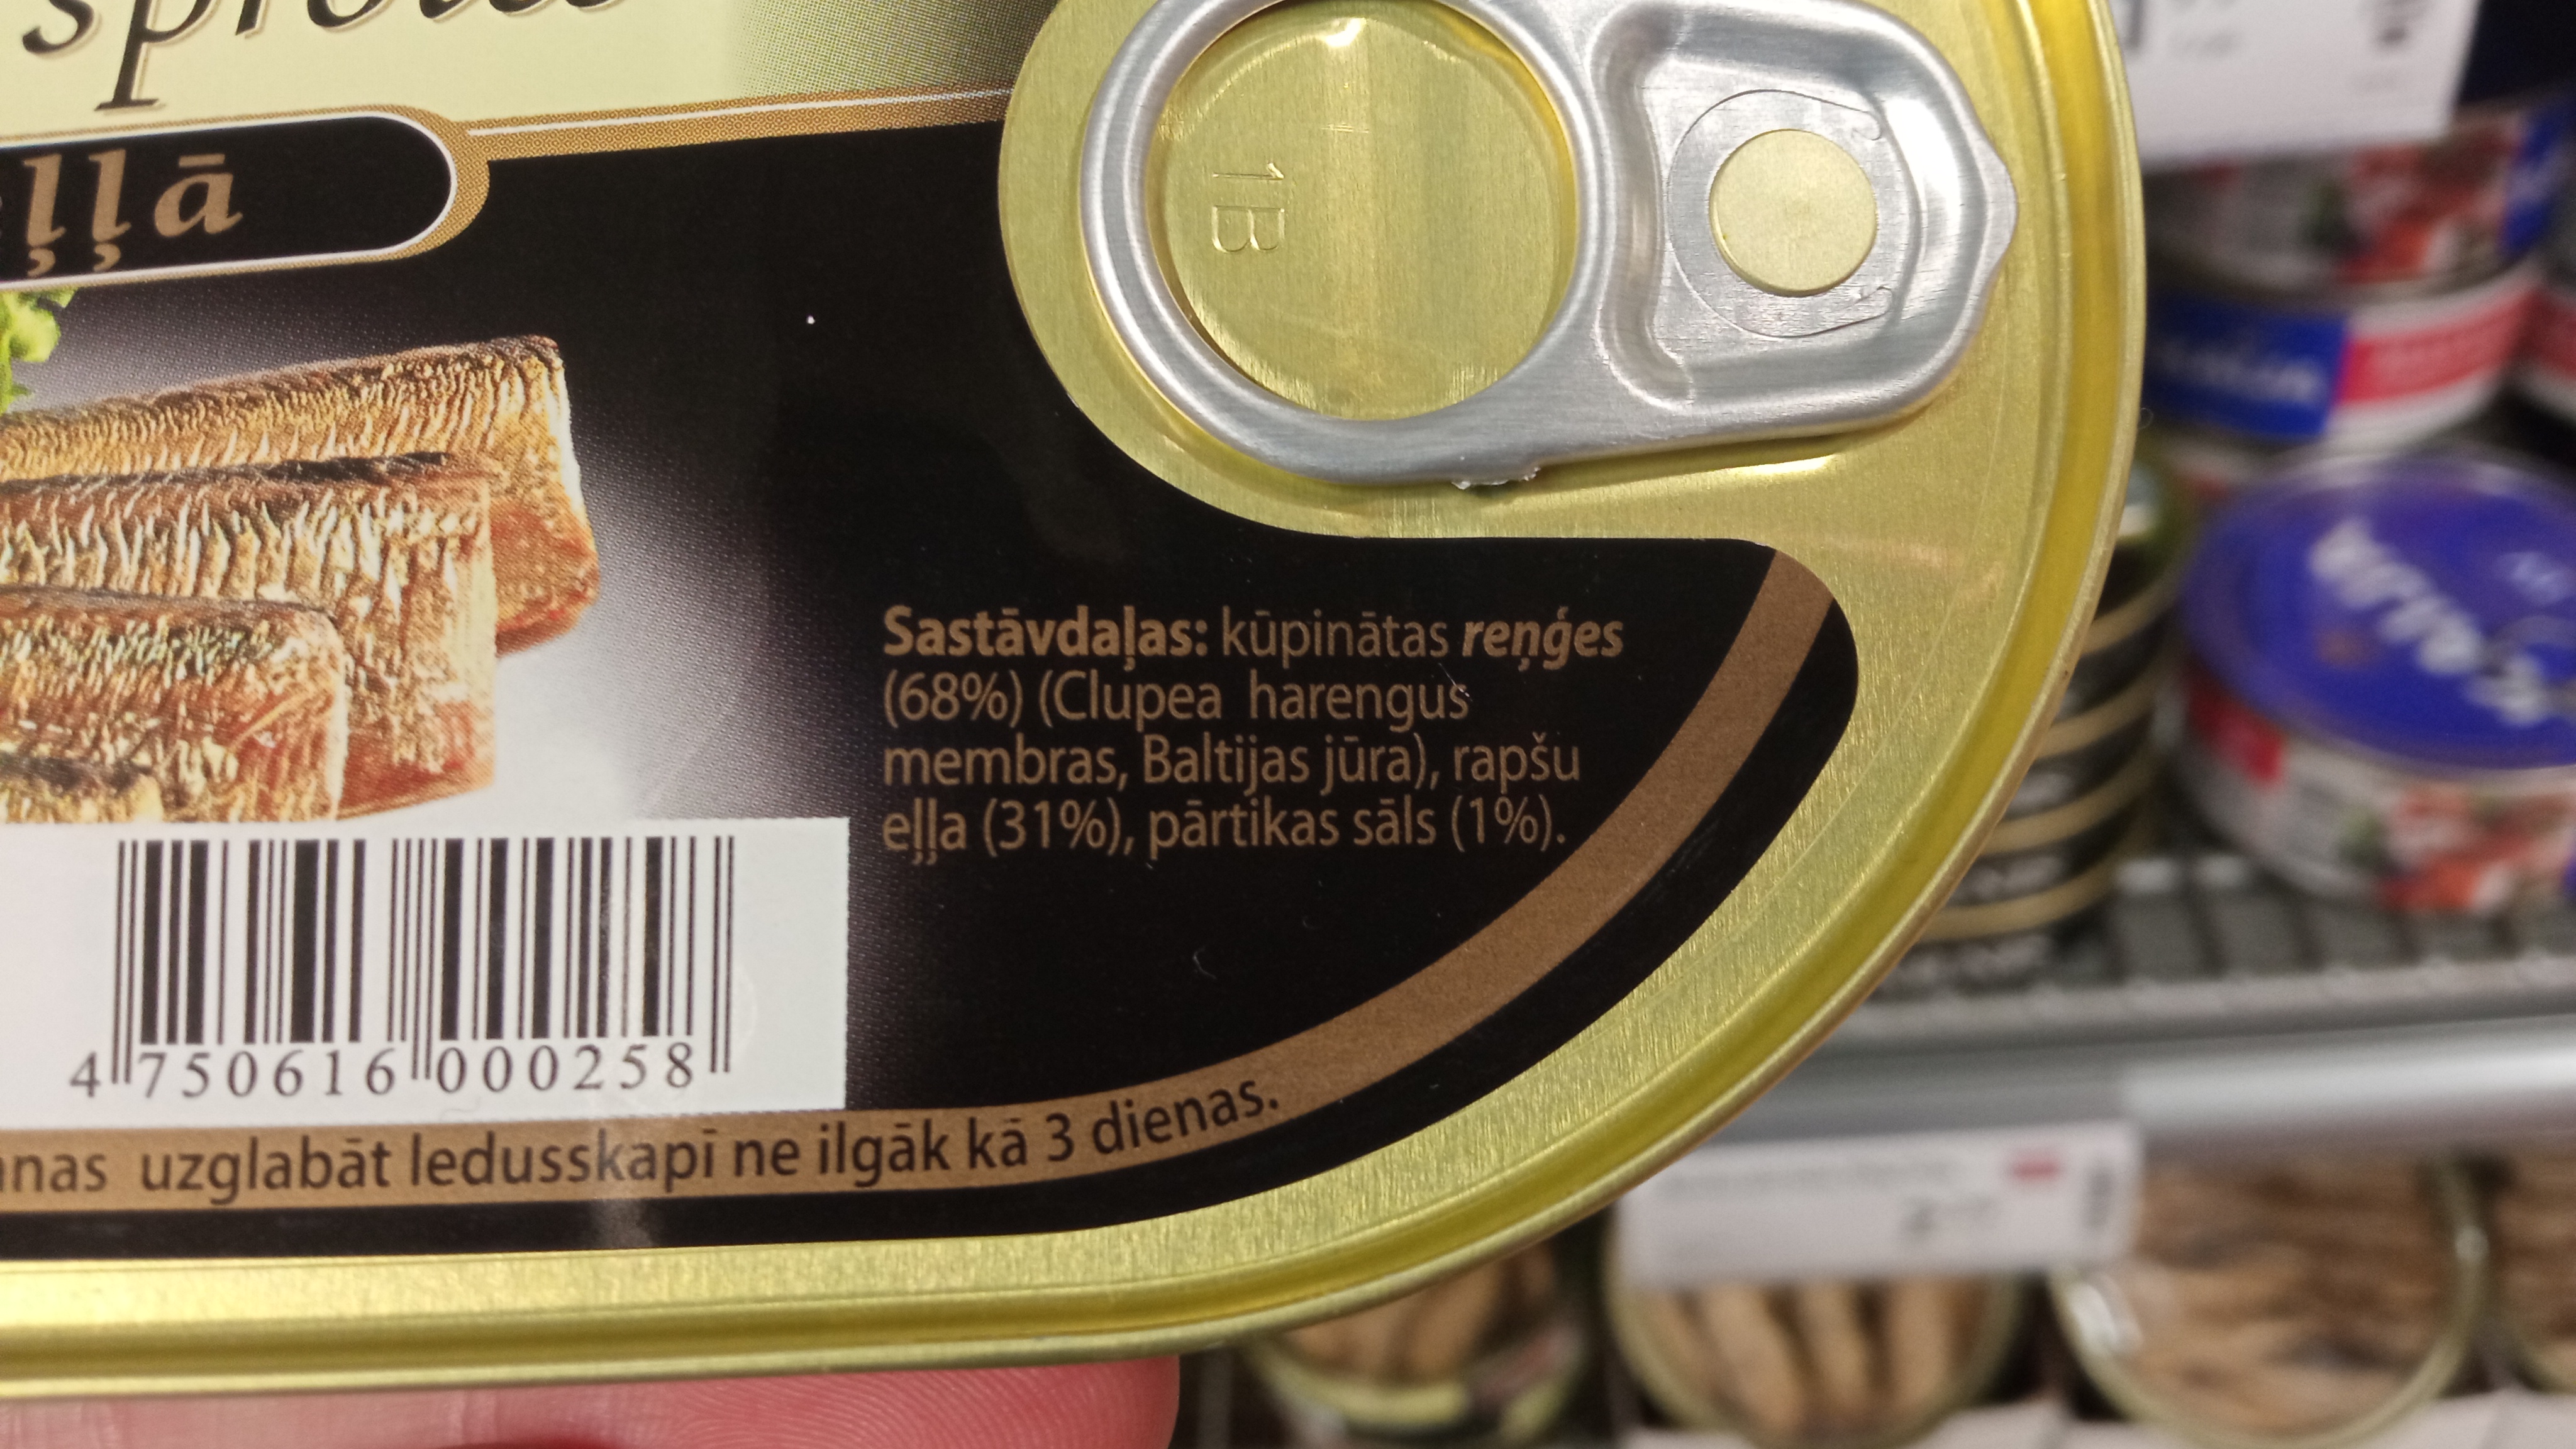 eļļā
1B
Sastāvdaļas: kūpinātas reņģes
(68%) (Clupea harengus
membras, Baltijas jūra), rapšu
eļļa (31%), pārtikas sāls (1%).
4 750616 000258
uzglabāt ledusskapī ne ilgāk kā 3 dienas.